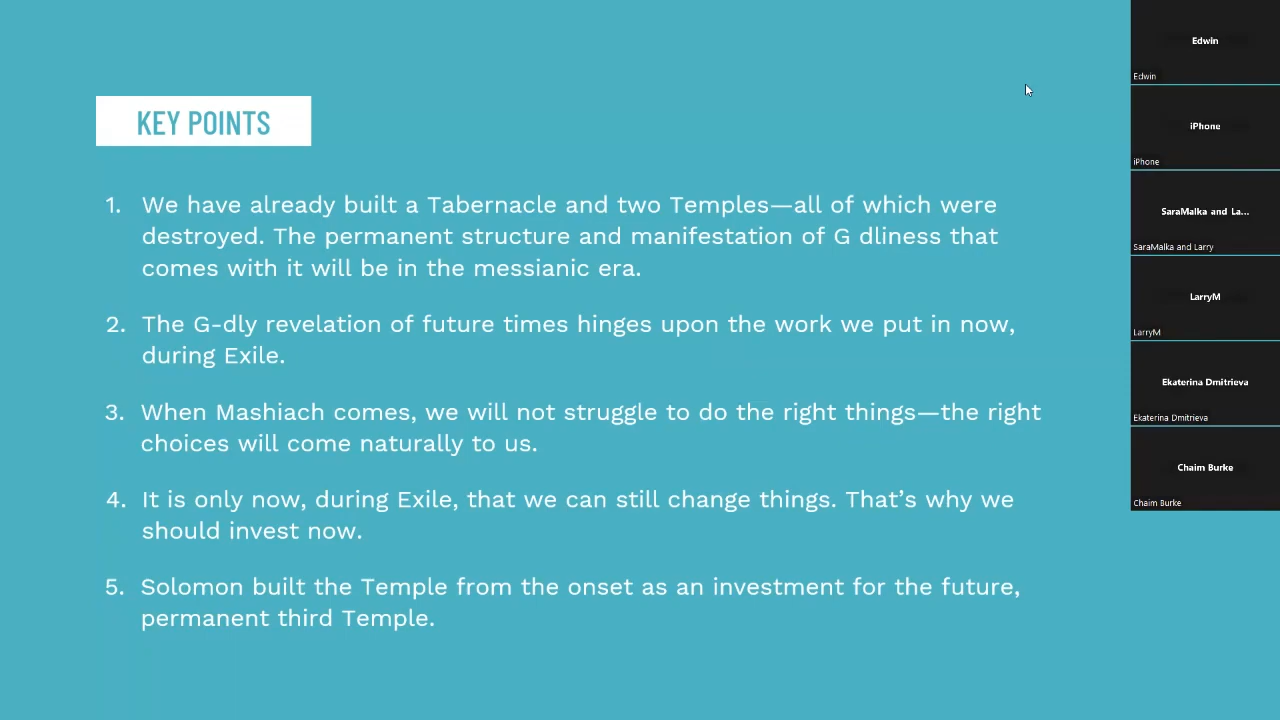 KEY POINTS
1. We have already built a Tabernacle and two Temples—all of which were
destroyed. The permanent structure and manifestation of G dliness that
comes with it will be in the messianic era.
2. The G-dly revelation of future times hinges upon the work we put in now,
during Exile.
3. When Mashiach comes, we will not struggle to do the right things—the right
choices will come naturally to us.
4. It is only now, during Exile, that we can still change things. That’s why we
should invest now.
5. Solomon built the Temple from the onset as an investment for the future,
permanent third Temple.
Edwin
Edwin
iPhone
iPhone
SaraMalka and La...
SaraMalka and Larry
LarryM
LarryM
Ekaterina Dmitrieva
Ekaterina Dmitrieva
Chaim Burke
Chaim Burke